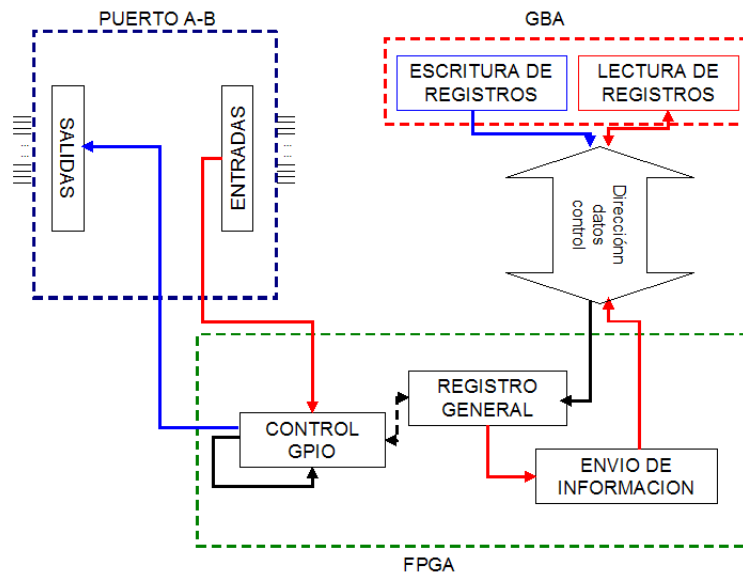 PUERTO A-B
GBA
ESCRITURA DE
REGISTROS
LECTURA DE
REGISTROS
SALIDAS
ENTRADAS
Direcciónn
datos
control
REGISTRO
GENERAL
CONTROL
GPIO
ENVIO DE
INFORMACION
FPGA